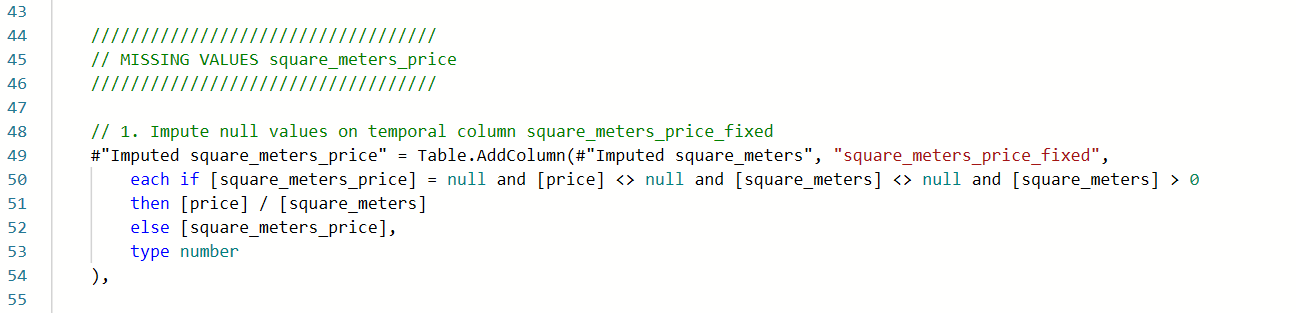 43
44 ///////////////////////////////////
45 // MISSING VALUES square_meters_price
46 ///////////////////////////////////
47
48 // 1. Impute null values on temporal column square_meters_price_fixed
49 #"Imputed square_meters_price" = Table.AddColumn(#"Imputed square_meters", "square_meters_price_fixed",
50 each if [square_meters_price] = null and [price] <> null and [square_meters] <> null and [square_meters] > 0
51 then [price] / [square_meters]
52 else [square_meters_price],
53 type number
54 ),
55